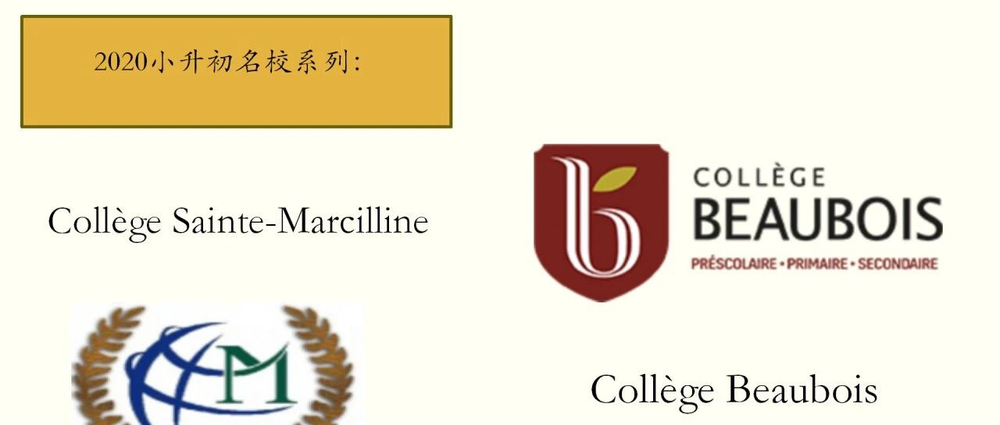 2020小升初名校系列:
Collège Sainte-Marcilline
M
b
COLLÈGE
BEAUBOIS
PRÉSCOLAIRE • PRIMAIRE • SECONDAIRE
Collège Beaubois